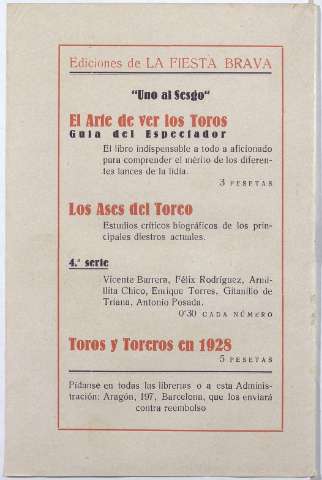 Ediciones de LA FIESTA BRAVA
"Uno al Sesgo"
El Arte de ver los Toros
Guia del Espectador
El libro indispensable a todo a aficionado
para comprender el mérito de los diferen-
tes lances de la lidia.
3 PESETAS
Los Ases del Toreo
Estudios críticos biográficos de los prin-
cipales diestros actuales.
4.ª serie
Vicente Barrera, Félix Rodríguez, Armi-
llita Chico, Enrique Torres, Gitanillo de
Triana, Antonio Posada.
0'30 CADA NÚMERO
Toros y Toreros en 1928
5 PESETAS
Pídanse en todas las librerias o a esta Adminis-
tración: Aragón, 197, Barcelona, que los enviará
contra reembolso